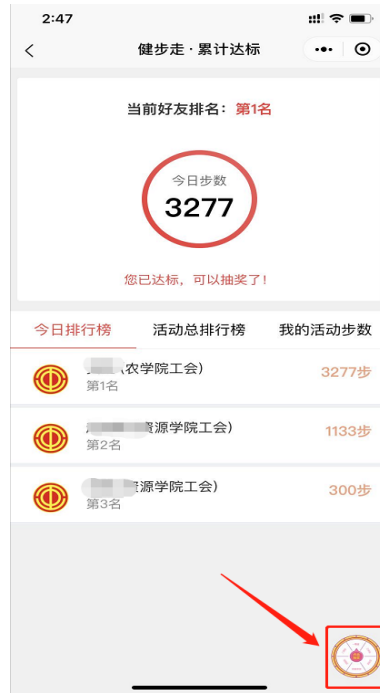 2:47
健步走·累计达标
当前好友排名：第1名
今日步数
3277
您已达标，可以抽奖了！
今日排行榜 活动总排行榜 我的活动步数
农学院工会） 3277步
第1名
资源学院工会） 1133步
第2名
资源学院工会） 300步
第3名